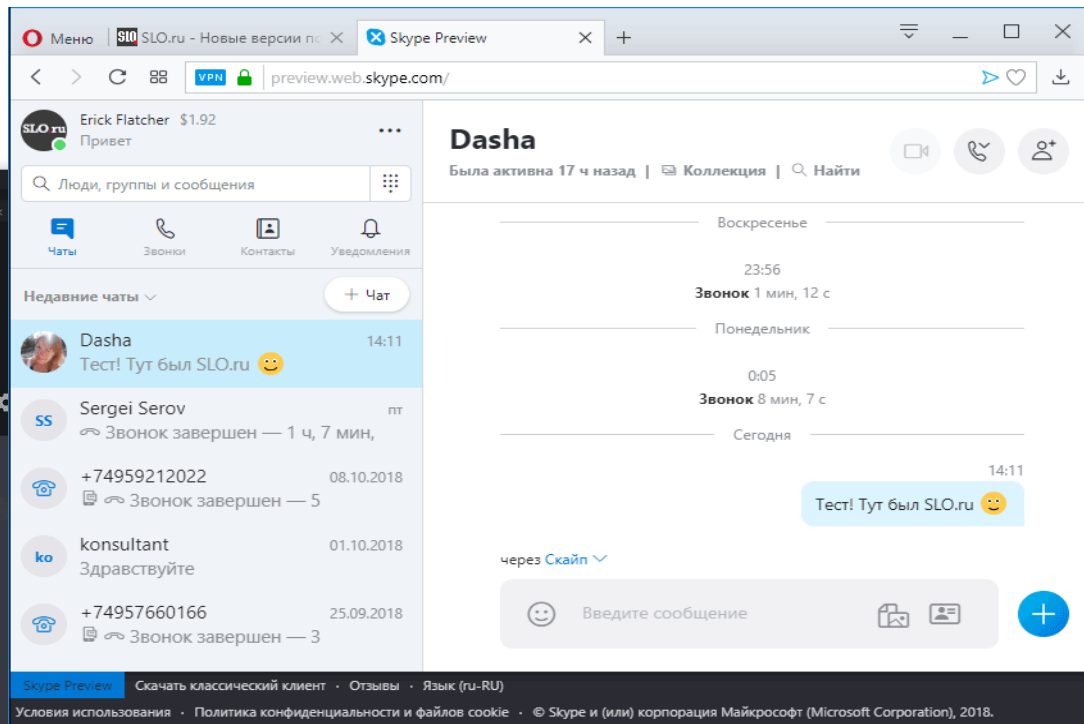 Меню
SLO SLO.ru - Новые версии пс
Skype Preview
VPN preview.web.skype.com/
SLO ru
Erick Flatcher $1.92
Привет
Люди, группы и сообщения
Чаты Звонки Контакты Уведомления
Недавние чаты
+ Чат
Dasha 14:11
Тест! Тут был SLO.ru
SS
Sergei Serov пт
Звонок завершен — 1 ч, 7 мин,
+74959212022 08.10.2018
Звонок завершен — 5
ko
konsultant 01.10.2018
Здравствуйте
+74957660166 25.09.2018
Звонок завершен — 3
Dasha
Была активна 17 ч назад | Коллекция | Найти
Воскресенье
23:56
Звонок 1 мин, 12 с
Понедельник
0:05
Звонок 8 мин, 7 с
Сегодня
14:11
Тест! Тут был SLO.ru
через Скайп
Введите сообщение
Skype Preview Скачать классический клиент · Отзывы · Язык (ru-RU)
Условия использования · Политика конфиденциальности и файлов cookie · © Skype и (или) корпорация Майкрософт (Microsoft Corporation), 2018.